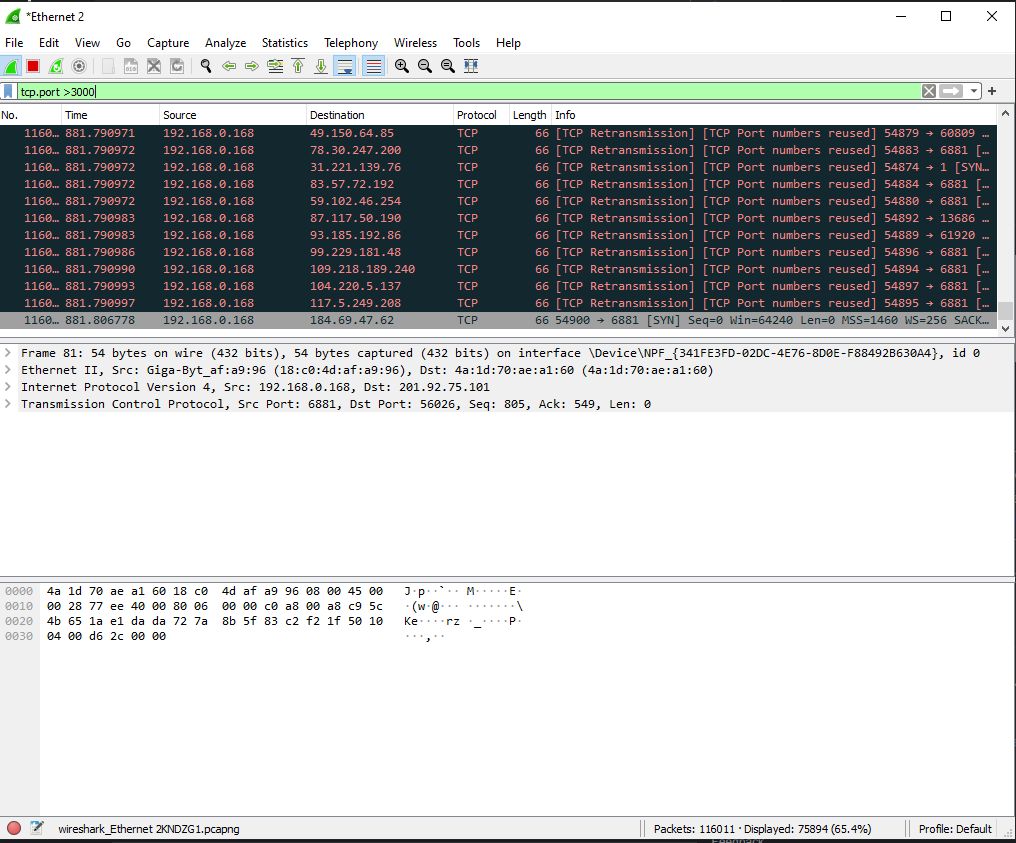 *Ethernet 2
File Edit View Go Capture Analyze Statistics Telephony Wireless Tools Help
tcp.port >3000
No. Time Source Destination Protocol Length Info
1160… 881.790971 192.168.0.168 49.150.64.85 TCP 66 [TCP Retransmission] [TCP Port numbers reused] 54879 → 60809 …
1160… 881.790972 192.168.0.168 78.30.247.200 TCP 66 [TCP Retransmission] [TCP Port numbers reused] 54883 → 6881 […
1160… 881.790972 192.168.0.168 31.221.139.76 TCP 66 [TCP Retransmission] [TCP Port numbers reused] 54874 → 1 [SYN…
1160… 881.790972 192.168.0.168 83.57.72.192 TCP 66 [TCP Retransmission] [TCP Port numbers reused] 54884 → 6881 […
1160… 881.790972 192.168.0.168 59.102.46.254 TCP 66 [TCP Retransmission] [TCP Port numbers reused] 54880 → 6881 […
1160… 881.790983 192.168.0.168 87.117.50.190 TCP 66 [TCP Retransmission] [TCP Port numbers reused] 54892 → 13686 …
1160… 881.790983 192.168.0.168 93.185.192.86 TCP 66 [TCP Retransmission] [TCP Port numbers reused] 54889 → 61920 …
1160… 881.790986 192.168.0.168 99.229.181.48 TCP 66 [TCP Retransmission] [TCP Port numbers reused] 54896 → 6881 […
1160… 881.790990 192.168.0.168 109.218.189.240 TCP 66 [TCP Retransmission] [TCP Port numbers reused] 54894 → 6881 […
1160… 881.790993 192.168.0.168 104.220.5.137 TCP 66 [TCP Retransmission] [TCP Port numbers reused] 54897 → 6881 […
1160… 881.790997 192.168.0.168 117.5.249.208 TCP 66 [TCP Retransmission] [TCP Port numbers reused] 54895 → 6881 […
1160… 881.806778 192.168.0.168 184.69.47.62 TCP 66 54900 → 6881 [SYN] Seq=0 Win=64240 Len=0 MSS=1460 WS=256 SACK…
Frame 81: 54 bytes on wire (432 bits), 54 bytes captured (432 bits) on interface \Device\NPF_{341FE3FD-02DC-4E76-8D0E-F88492B630A4}, id 0
Ethernet II, Src: Giga-Byt_af:a9:96 (18:c0:4d:af:a9:96), Dst: 4a:1d:70:ae:a1:60 (4a:1d:70:ae:a1:60)
Internet Protocol Version 4, Src: 192.168.0.168, Dst: 201.92.75.101
Transmission Control Protocol, Src Port: 6881, Dst Port: 56026, Seq: 805, Ack: 549, Len: 0
0000 4a 1d 70 ae a1 60 18 c0 4d af a9 96 08 00 45 00 J·p··`·· M·····E·
0010 00 28 77 ee 40 00 80 06 00 00 c0 a8 00 a8 c9 5c ·(w·@··· ·······\
0020 4b 65 1a e1 da da 72 7a 8b 5f 83 c2 f2 1f 50 10 Ke····rz ·_····P·
0030 04 00 d6 2c 00 00 ···,··
wireshark_Ethernet 2KNDZG1.pcapng Packets: 116011 · Displayed: 75894 (65.4%) Profile: Default